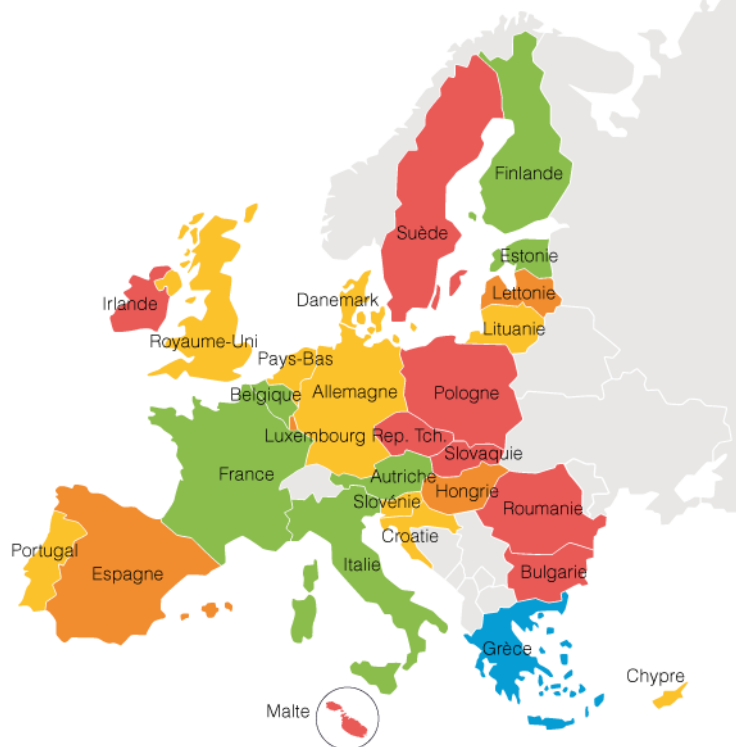 Finlande
Suède
Estonie
Lettonie
Irlande
Danemark
Lituanie
Royaume-Uni
Pays-Bas
Belgique
Allemagne
Pologne
Luxembourg
Rep. Tch.
Slovaquie
France
Autriche
Hongrie
Slovénie
Roumanie
Croatie
Portugal
Espagne
Italie
Bulgarie
Grèce
Chypre
Malte